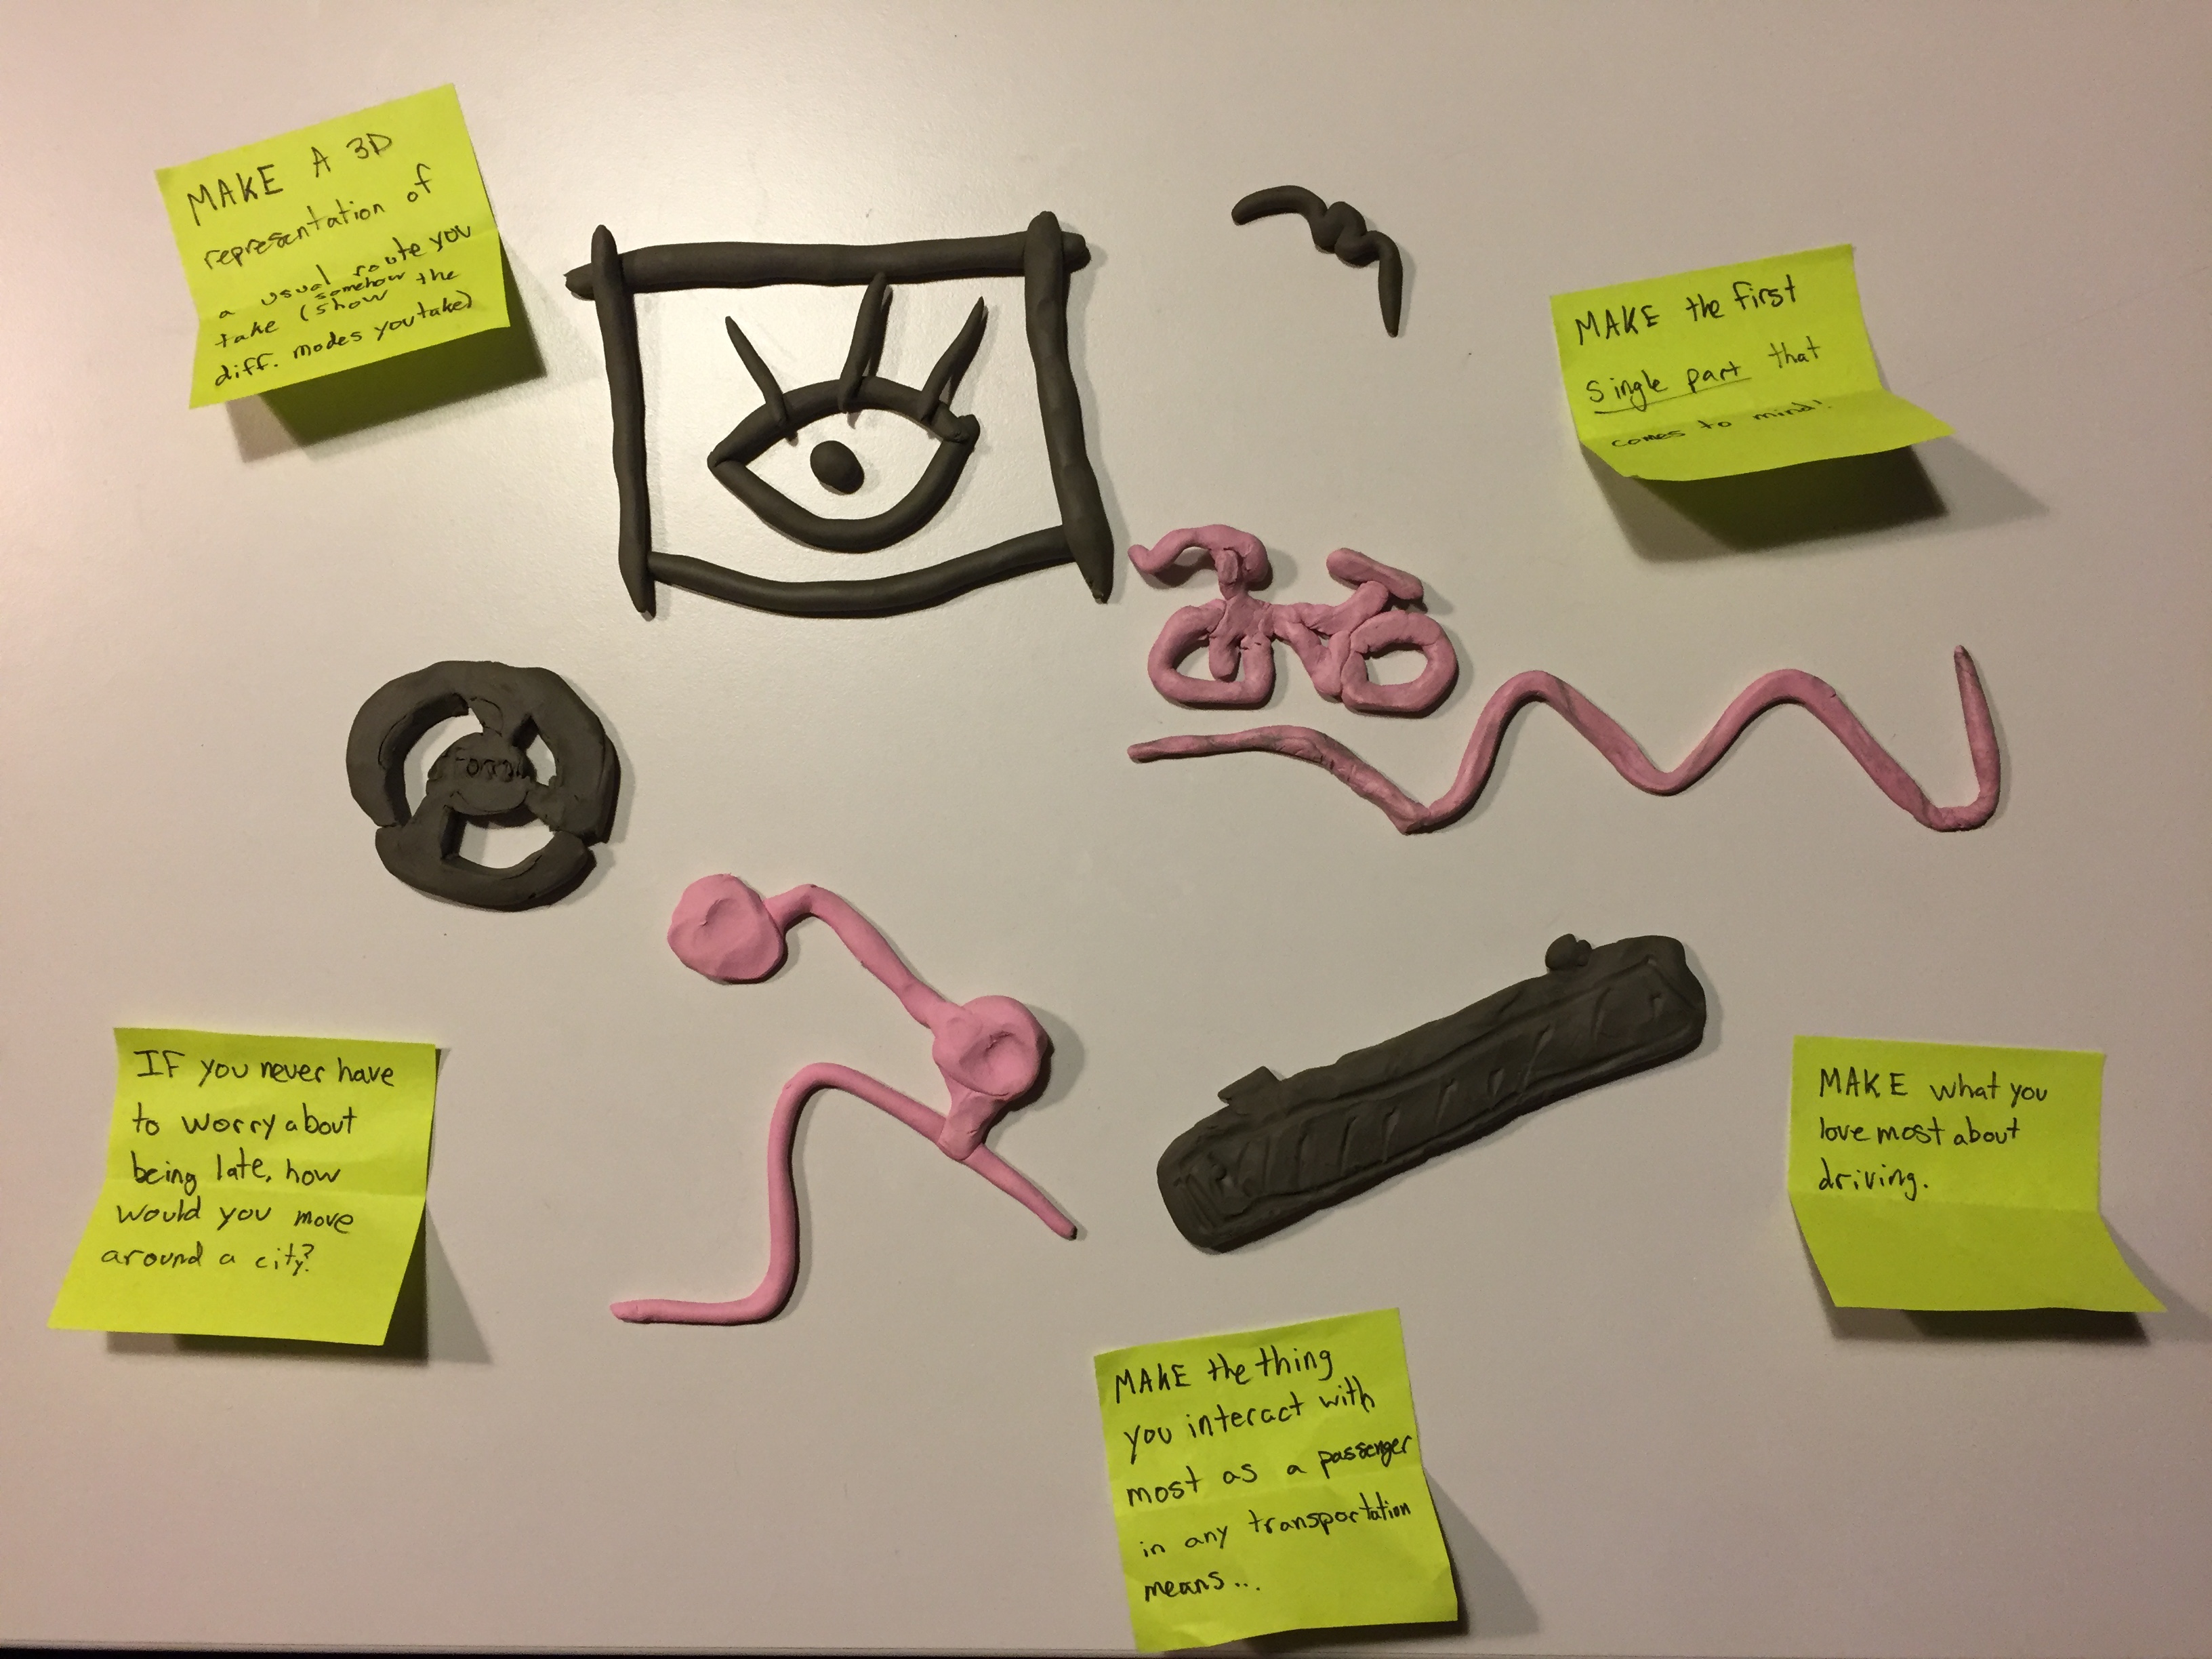 MAKE A 3D
representation of
a usual route you
somehow
take (show the
diff. modes you take)
MAKE the first
single part that
comes to mind!
IF you never have
to worry about
being late, how
would you move
around a city?
MAKE what you
love most about
driving.
MAKE the thing
you interact with
most as a passenger
in any transportation
means...